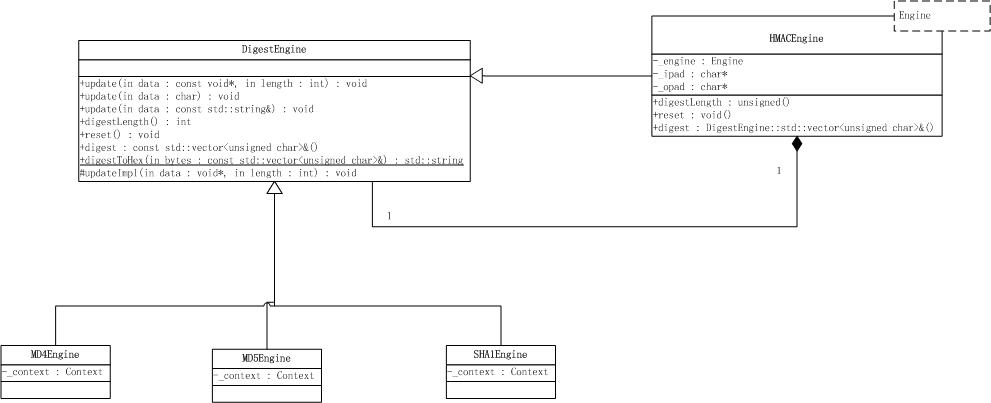 Engine
HMACEngine
-_engine : Engine
-_ipad : char*
-_opad : char*
+digestLength : unsigned()
+reset : void()
+digest : DigestEngine::std::vector<unsigned char>&()
DigestEngine
+update(in data : const void*, in length : int) : void
+update(in data : char) : void
+update(in data : const std::string&) : void
+digestLength() : int
+reset() : void
+digest : const std::vector<unsigned char>&()
+digestToHex(in bytes : const std::vector<unsigned char>&) : std::string
#updateImpl(in data : void*, in length : int) : void
1
1
MD4Engine
-_context : Context
MD5Engine
-_context : Context
SHA1Engine
-_context : Context